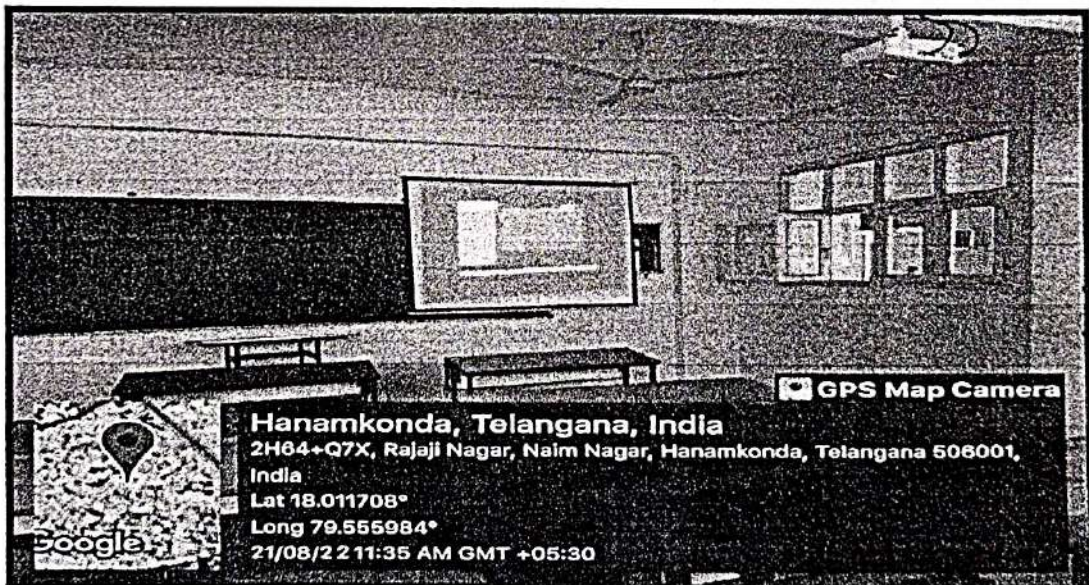 GPS Map Camera
Hanamkonda, Telangana, India
2H64+Q7X, Rajaji Nagar, Naim Nagar, Hanamkonda, Telangana 506001,
India
Lat 18.011708°
Long 79.555984°
21/08/22 11:35 AM GMT +05:30
Google